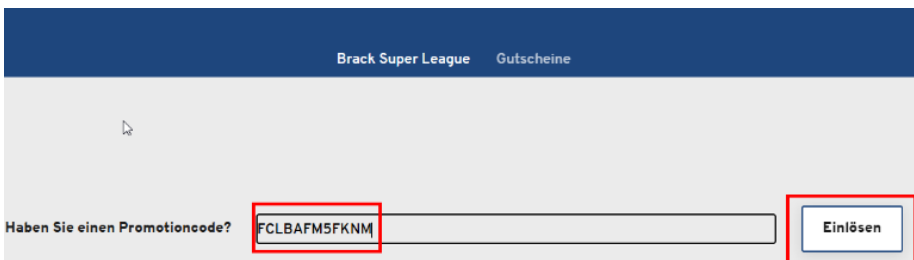 Brack Super League Gutscheine
Haben Sie einen Promotioncode? FCLBAFM5FKNM Einlösen